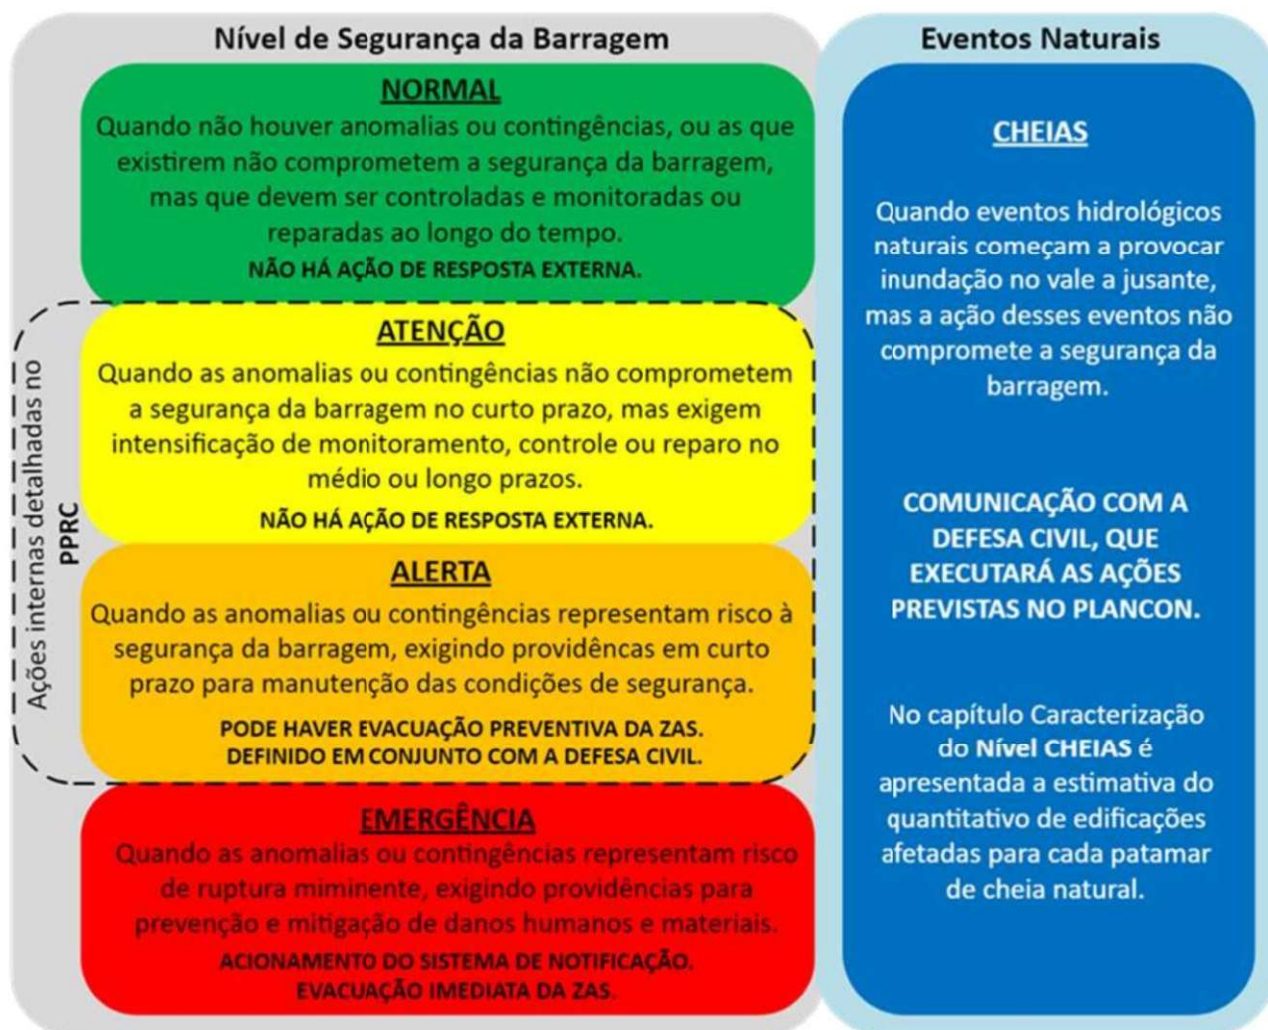 Nível de Segurança da Barragem
NORMAL
Quando não houver anomalias ou contingências, ou as que
existirem não comprometem a segurança da barragem,
mas que devem ser controladas e monitoradas ou
reparadas ao longo do tempo.
NÃO HÁ AÇÃO DE RESPOSTA EXTERNA.
Ações internas detalhadas no
PPRC
ATENÇÃO
Quando as anomalias ou contingências não comprometem
a segurança da barragem no curto prazo, mas exigem
intensificação de monitoramento, controle ou reparo no
médio ou longo prazos.
NÃO HÁ AÇÃO DE RESPOSTA EXTERNA.
ALERTA
Quando as anomalias ou contingências representam risco à
segurança da barragem, exigindo providêncas em curto
prazo para manutenção das condições de segurança.
PODE HAVER EVACUAÇÃO PREVENTIVA DA ZAS.
DEFINIDO EM CONJUNTO COM A DEFESA CIVIL.
EMERGÊNCIA
Quando as anomalias ou contingências representam risco
de ruptura miminente, exigindo providências para
prevenção e mitigação de danos humanos e materiais.
ACIONAMENTO DO SISTEMA DE NOTIFICAÇÃO.
EVACUAÇÃO IMEDIATA DA ZAS.
Eventos Naturais
CHEIAS
Quando eventos hidrológicos
naturais começam a provocar
inundação no vale a jusante,
mas a ação desses eventos não
compromete a segurança da
barragem.
COMUNICAÇÃO COM A
DEFESA CIVIL, QUE
EXECUTARÁ AS AÇÕES
PREVISTAS NO PLANCON.
No capítulo Caracterização
do Nível CHEIAS é
apresentada a estimativa do
quantitativo de edificações
afetadas para cada patamar
de cheia natural.